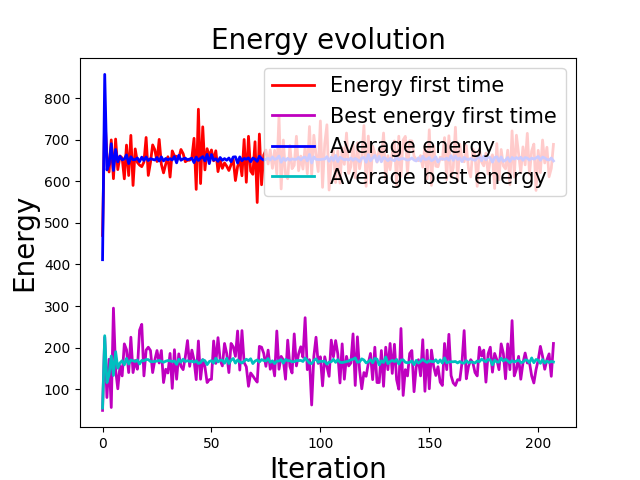 Energy evolution
Energy first time
Best energy first time
Average energy
Average best energy
Energy
800
700
600
500
400
300
200
100
0
50
100
150
200
Iteration